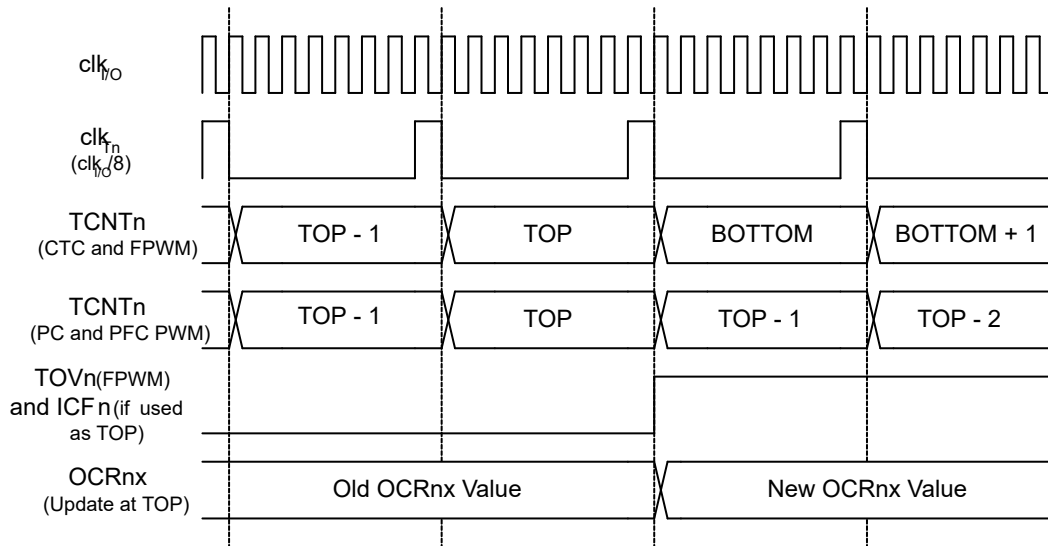 clkI/O
clkTn
(clkI/O/8)
TCNTn
(CTC and FPWM)
TOP - 1
TOP
BOTTOM
BOTTOM + 1
TCNTn
(PC and PFC PWM)
TOP - 1
TOP
TOP - 1
TOP - 2
TOVn(FPWM)
and ICFn(if used
as TOP)
OCRnx
(Update at TOP)
Old OCRnx Value
New OCRnx Value